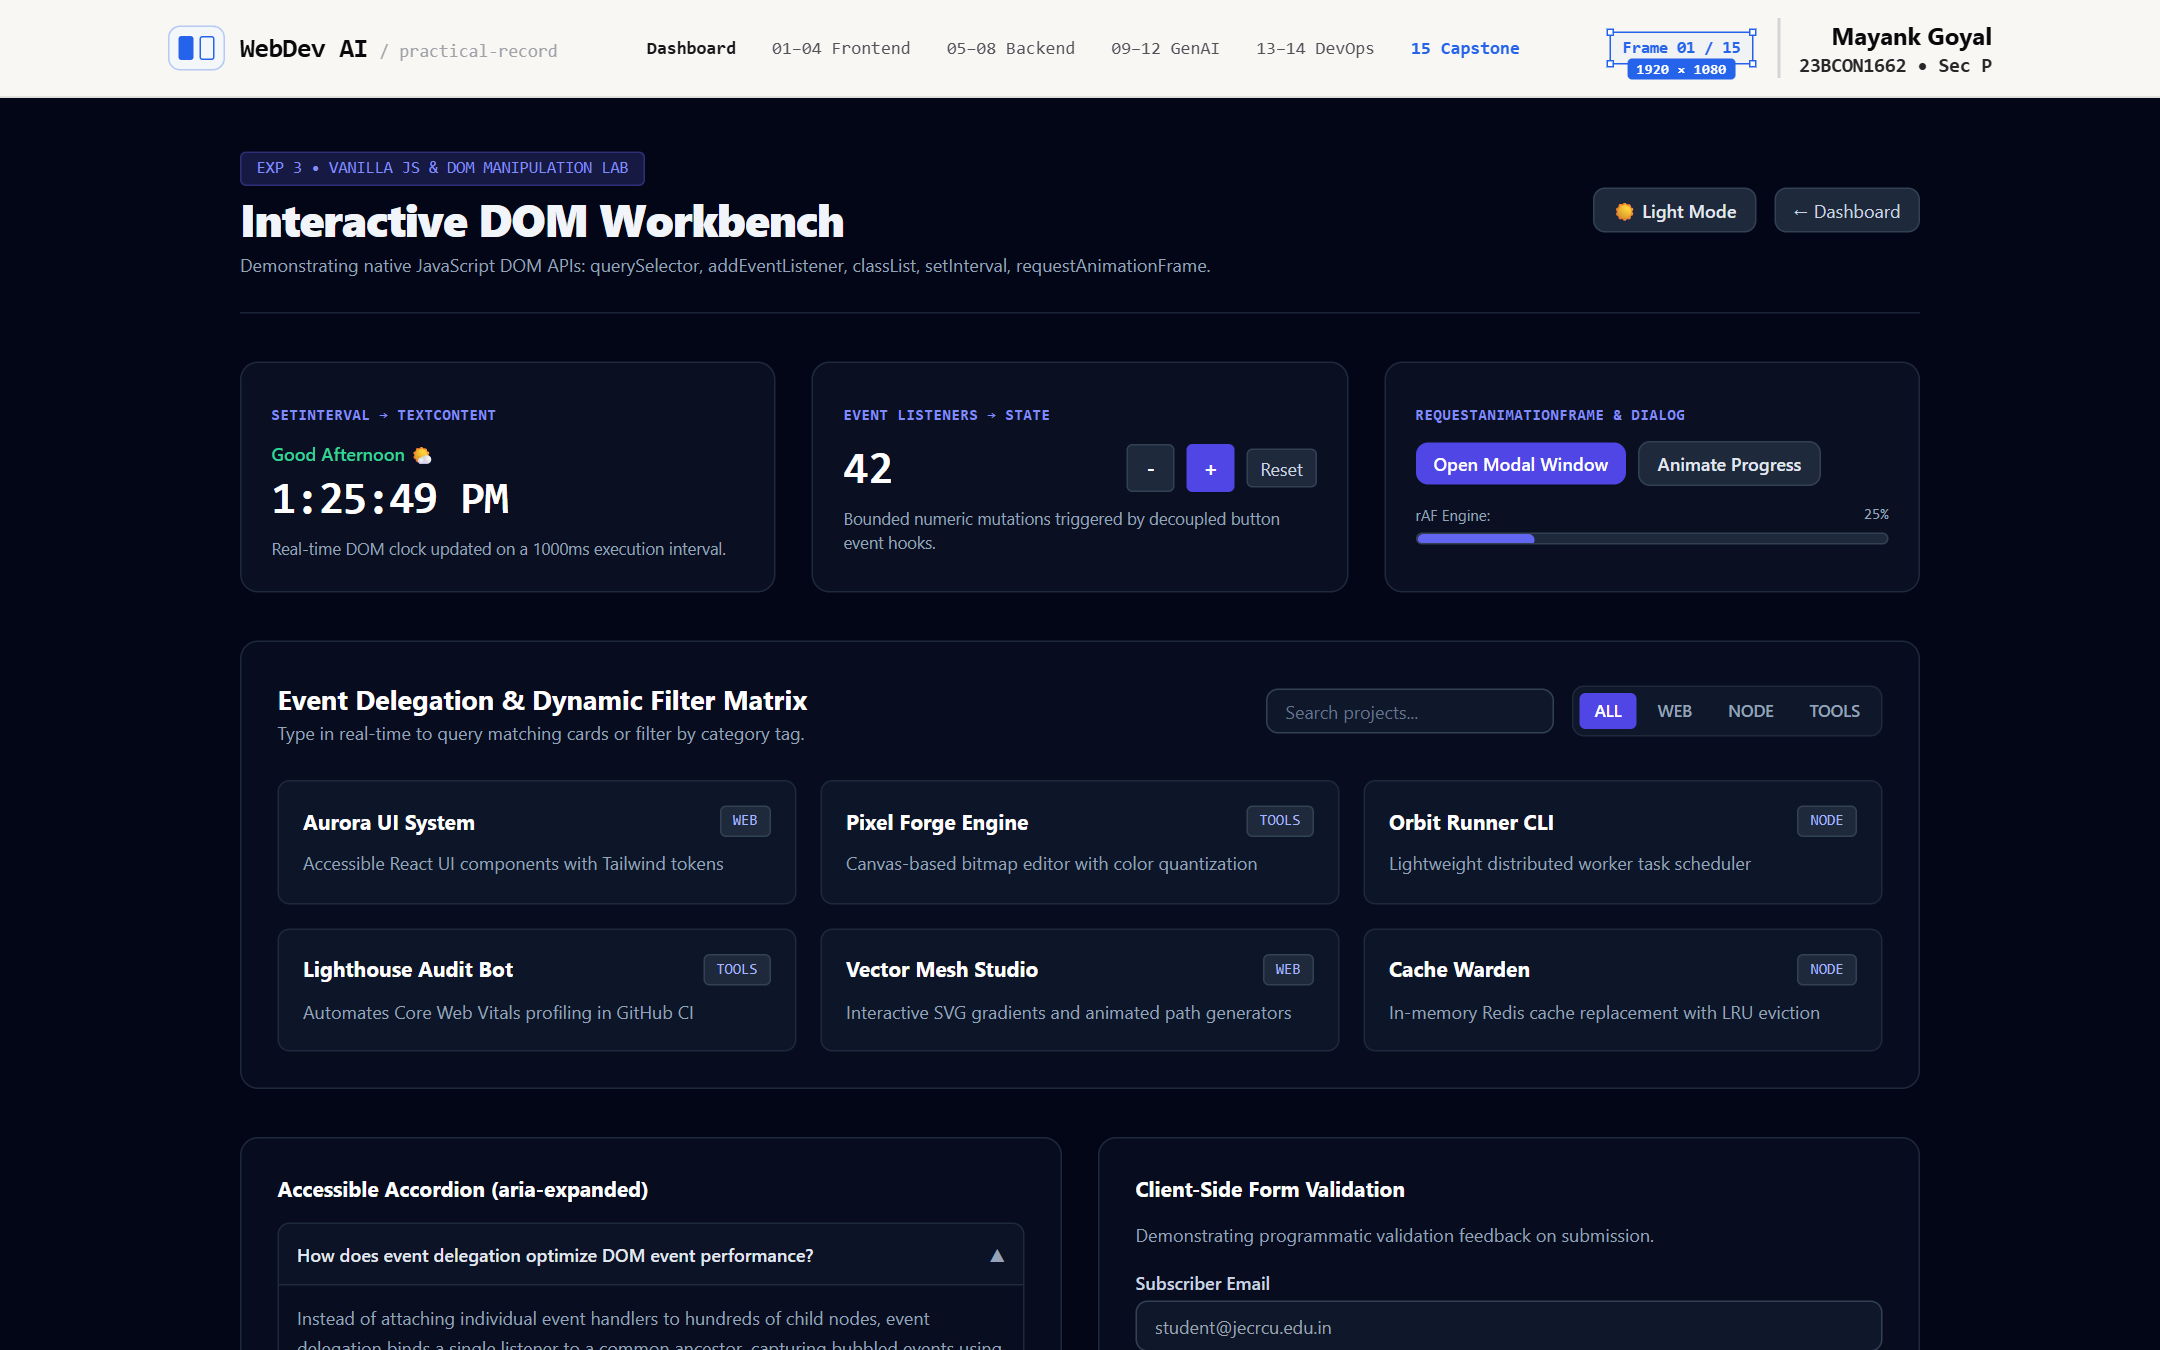 WebDev AI / practical-record
Dashboard 01–04 Frontend 05–08 Backend 09–12 GenAI 13–14 DevOps 15 Capstone
Frame 01 / 15
1920 × 1080
Mayank Goyal
23BCON1662 • Sec P
EXP 3 • VANILLA JS & DOM MANIPULATION LAB
Interactive DOM Workbench
Demonstrating native JavaScript DOM APIs: querySelector, addEventListener, classList, setInterval, requestAnimationFrame.
Light Mode
← Dashboard
SETINTERVAL → TEXTCONTENT
Good Afternoon
1:25:49 PM
Real-time DOM clock updated on a 1000ms execution interval.
EVENT LISTENERS → STATE
42
- + Reset
Bounded numeric mutations triggered by decoupled button
event hooks.
REQUESTANIMATIONFRAME & DIALOG
Open Modal Window Animate Progress
rAF Engine: 25%
Event Delegation & Dynamic Filter Matrix
Type in real-time to query matching cards or filter by category tag.
Search projects...
ALL WEB NODE TOOLS
Aurora UI System WEB
Accessible React UI components with Tailwind tokens
Pixel Forge Engine TOOLS
Canvas-based bitmap editor with color quantization
Orbit Runner CLI NODE
Lightweight distributed worker task scheduler
Lighthouse Audit Bot TOOLS
Automates Core Web Vitals profiling in GitHub CI
Vector Mesh Studio WEB
Interactive SVG gradients and animated path generators
Cache Warden NODE
In-memory Redis cache replacement with LRU eviction
Accessible Accordion (aria-expanded)
How does event delegation optimize DOM event performance? ▲
Instead of attaching individual event handlers to hundreds of child nodes, event
delegation binds a single listener to a common ancestor, capturing bubbled events using
Client-Side Form Validation
Demonstrating programmatic validation feedback on submission.
Subscriber Email
student@jecrcu.edu.in